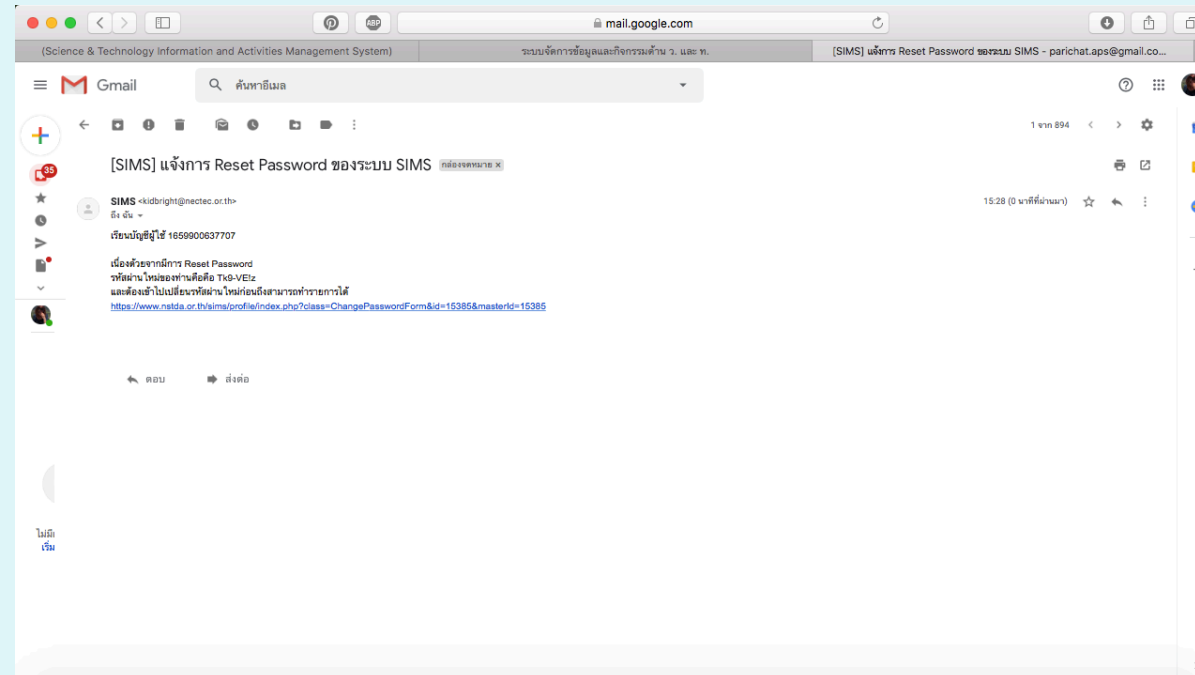 mail.google.com
(Science & Technology Information and Activities Management System)
ระบบจัดการข้อมูลและกิจกรรมด้าน ว. และ ท.
[SIMS] แจ้งการ Reset Password ของระบบ SIMS - parichat.aps@gmail.co...
Gmail
ค้นหาอีเมล
1 จาก 894
35
[SIMS] แจ้งการ Reset Password ของระบบ SIMS
กล่องจดหมาย x
SIMS <kidbright@nectec.or.th>
15:28 (0 นาทีที่ผ่านมา)
ถึง ฉัน
เรียนบัญชีผู้ใช้ 1659900637707
เนื่องด้วยจากมีการ Reset Password
รหัสผ่านใหม่ของท่านคือคือ Tk9-VE!z
และต้องเข้าไปเปลี่ยนรหัสผ่านใหม่ก่อนถึงสามารถทำรายการได้
https://www.nstda.or.th/sims/profile/index.php?class=ChangePasswordForm&id=15385&masterId=15385
ตอบ
ส่งต่อ
เริ่ม
ABP